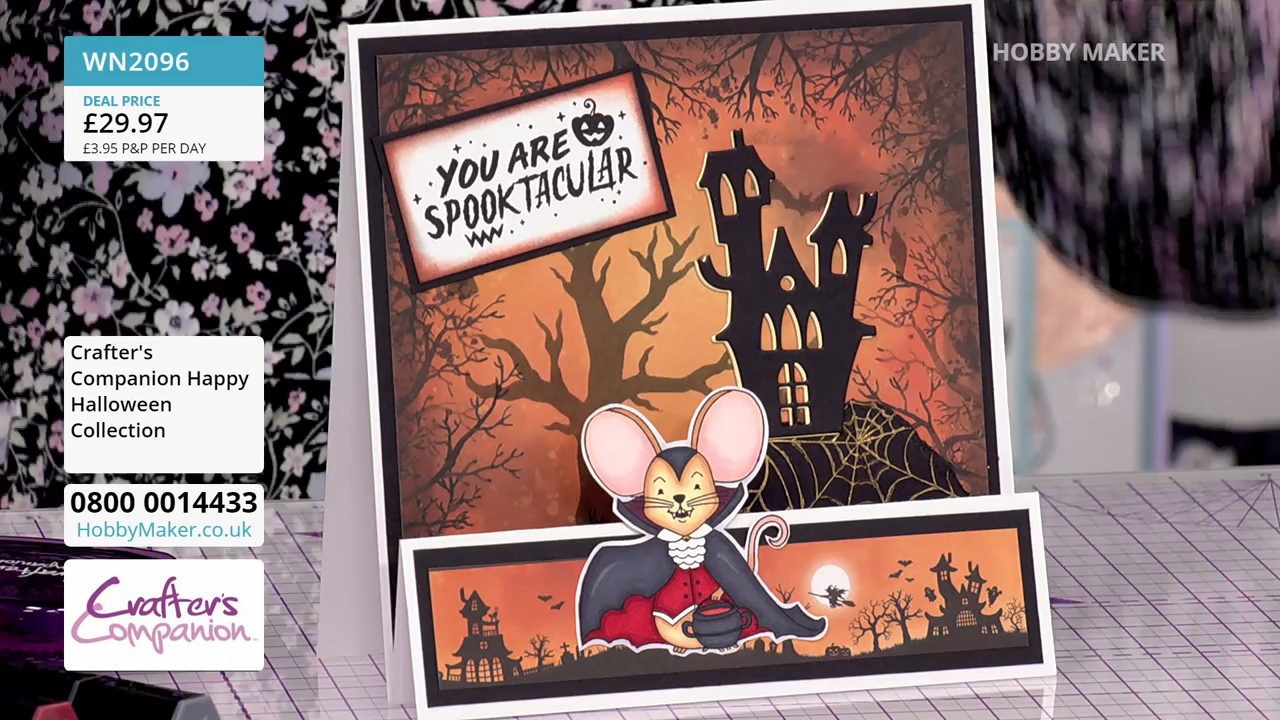 WN2096
DEAL PRICE
£29.97
£3.95 P&P PER DAY
HOBBY MAKER
YOU ARE
SPOOKTACULAR
Crafter's
Companion Happy
Halloween
Collection
0800 0014433
HobbyMaker.co.uk
Crafter's
Companion